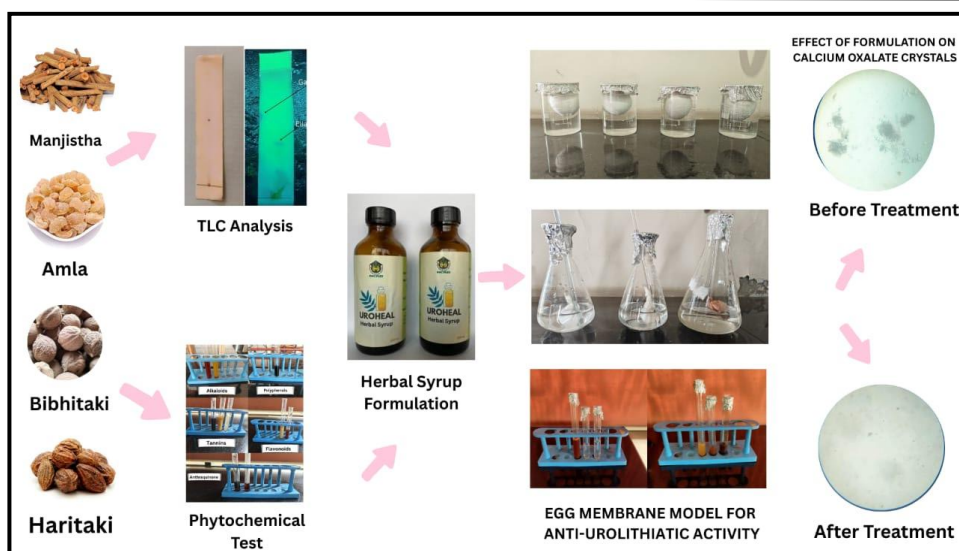 Manjistha
Amla
Bibhitaki
Haritaki
TLC Analysis
Alkaloids
Polyphenols
Tannins
Flavonoids
Phytochemical
Test
UROHEAL
Herbal Syrup
UROHEAL
Herbal Syrup
Herbal Syrup
Formulation
EGG MEMBRANE MODEL FOR
ANTI-UROLITHIATIC ACTIVITY
EFFECT OF FORMULATION ON
CALCIUM OXALATE CRYSTALS
Before Treatment
After Treatment